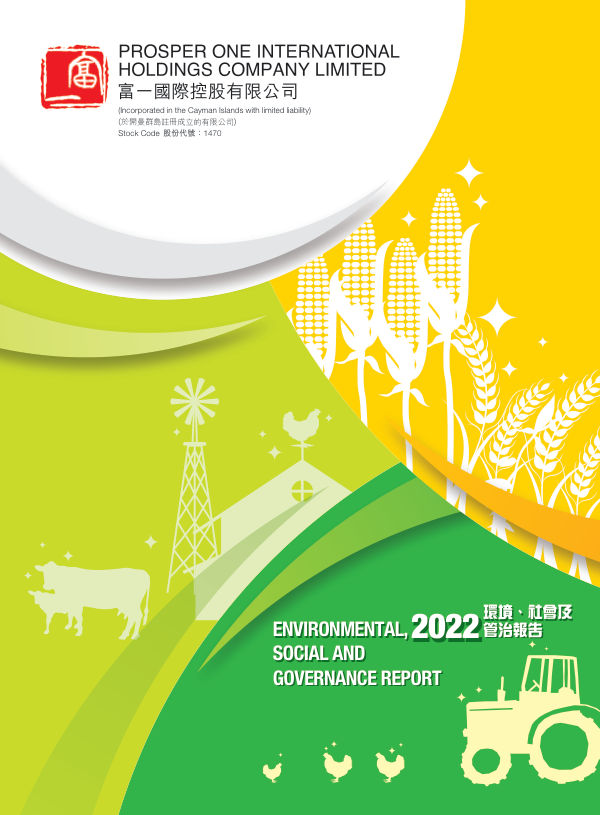 富
PROSPER ONE INTERNATIONAL
HOLDINGS COMPANY LIMITED
富一國際控股有限公司
(Incorporated in the Cayman Islands with limited liability)
(於開曼群島註冊成立的有限公司)
Stock Code 股份代號：1470
ENVIRONMENTAL, 2022 環境、社會及
管治報告
SOCIAL AND
GOVERNANCE REPORT